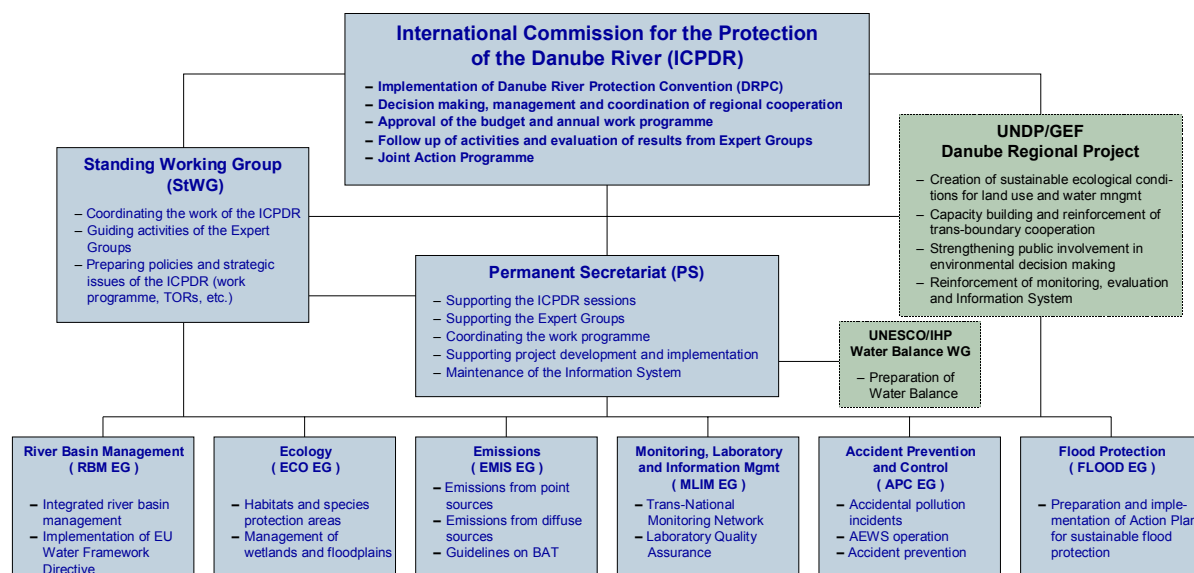 International Commission for the Protection
of the Danube River (ICPDR)
– Implementation of Danube River Protection Convention (DRPC)
– Decision making, management and coordination of regional cooperation
– Approval of the budget and annual work programme
– Follow up of activities and evaluation of results from Expert Groups
– Joint Action Programme
Standing Working Group
(StWG)
– Coordinating the work of the ICPDR
– Guiding activities of the Expert
Groups
– Preparing policies and strategic
issues of the ICPDR (work
programme, TORs, etc.)
UNDP/GEF
Danube Regional Project
– Creation of sustainable ecological condi-
tions for land use and water mngmt
– Capacity building and reinforcement of
trans-boundary cooperation
– Strengthening public involvement in
environmental decision making
– Reinforcement of monitoring, evaluation
and Information System
Permanent Secretariat (PS)
– Supporting the ICPDR sessions
– Supporting the Expert Groups
– Coordinating the work programme
– Supporting project development and implementation
– Maintenance of the Information System
UNESCO/IHP
Water Balance WG
– Preparation of
Water Balance
River Basin Management
( RBM EG )
– Integrated river basin
management
– Implementation of EU
Water Framework
Directive
Ecology
( ECO EG )
– Habitats and species
protection areas
– Management of
wetlands and floodplains
Emissions
( EMIS EG )
– Emissions from point
sources
– Emissions from diffuse
sources
– Guidelines on BAT
Monitoring, Laboratory
and Information Mgmt
( MLIM EG )
– Trans-National
Monitoring Network
– Laboratory Quality
Assurance
Accident Prevention
and Control
( APC EG )
– Accidental pollution
incidents
– AEWS operation
– Accident prevention
Flood Protection
( FLOOD EG )
– Preparation and imple-
mentation of Action Plan
for sustainable flood
protection